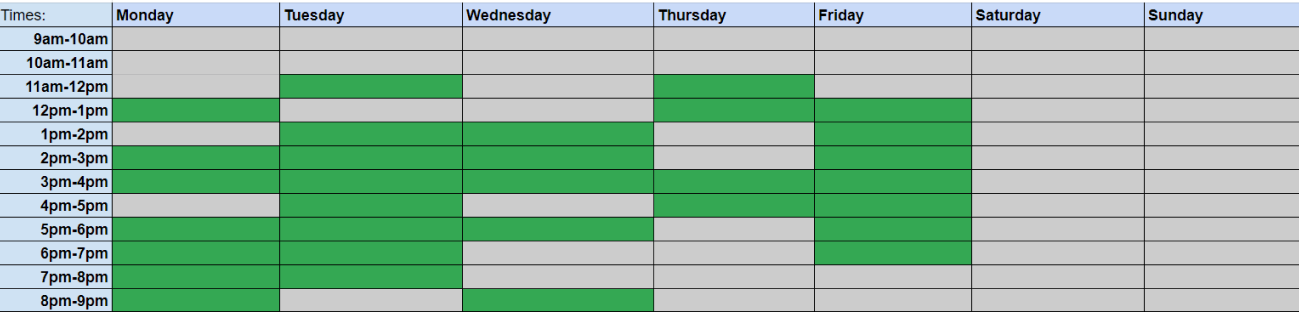 Times: Monday Tuesday Wednesday Thursday Friday Saturday Sunday
9am-10am
10am-11am
11am-12pm
12pm-1pm
1pm-2pm
2pm-3pm
3pm-4pm
4pm-5pm
5pm-6pm
6pm-7pm
7pm-8pm
8pm-9pm